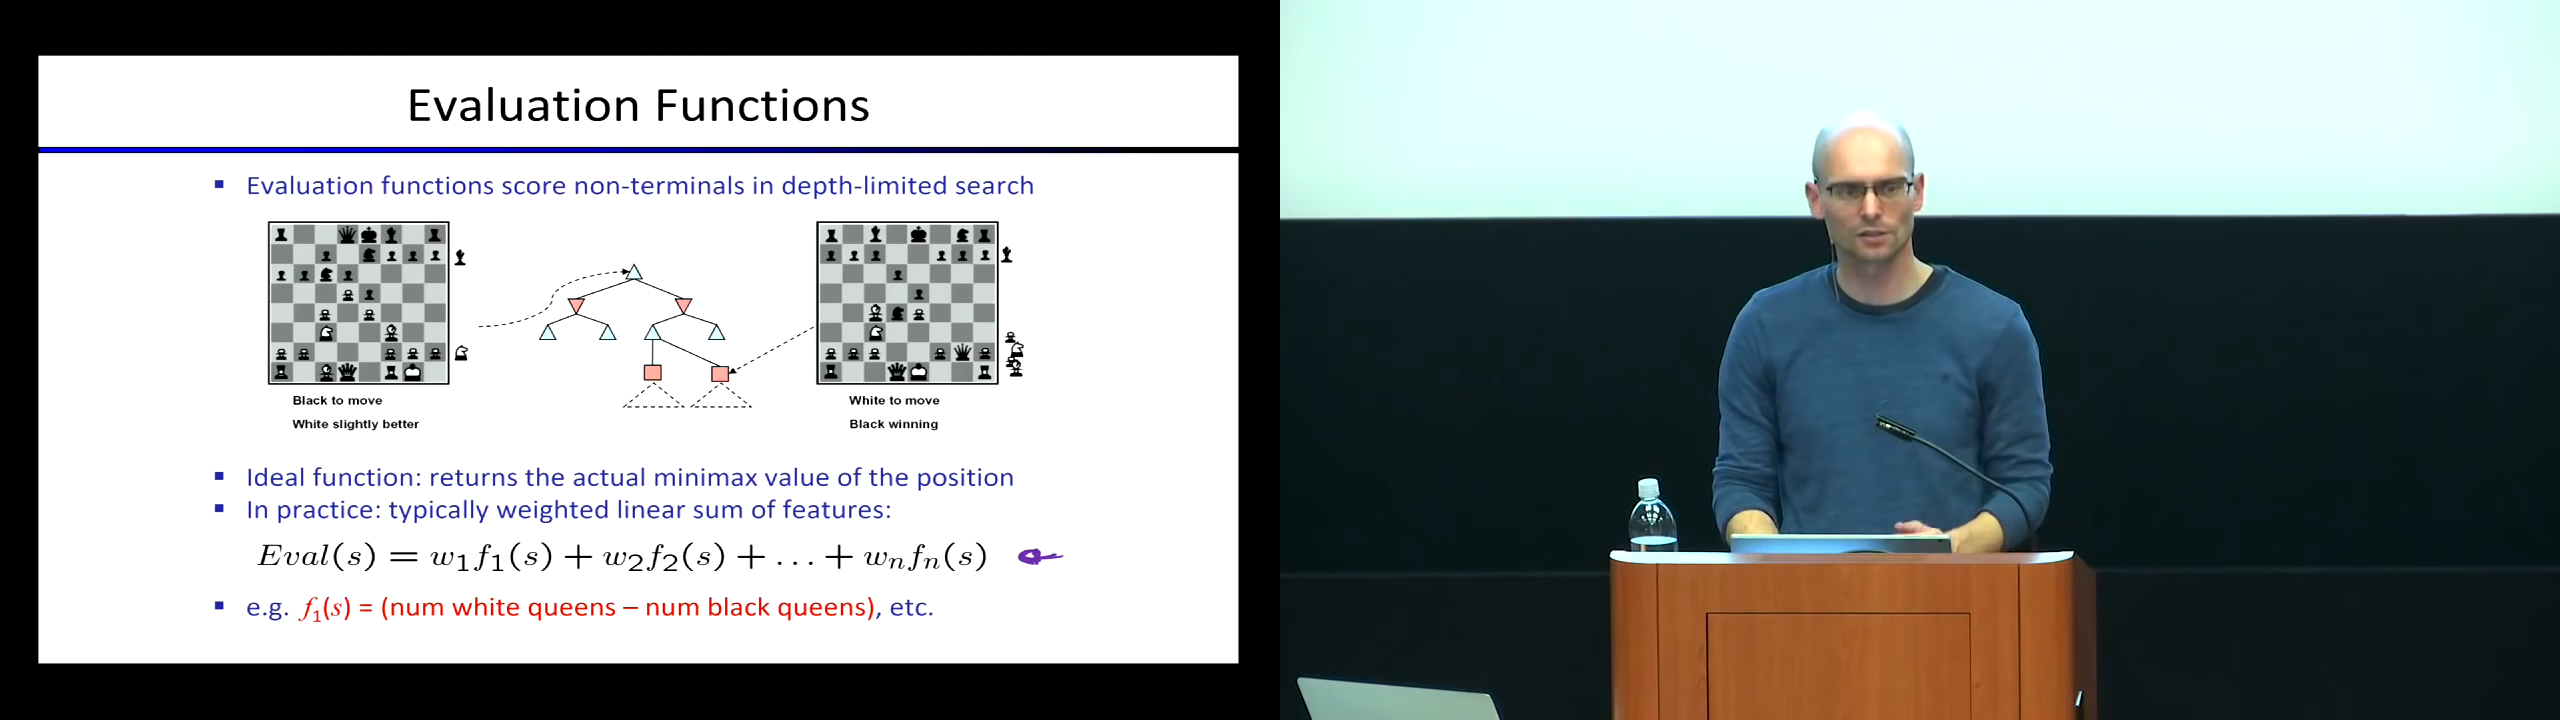 Evaluation Functions
Evaluation functions score non-terminals in depth-limited search
Black to move
White slightly better
White to move
Black winning
Ideal function: returns the actual minimax value of the position
In practice: typically weighted linear sum of features:
Eval(s) = w₁f₁(s) + w₂f₂(s) + … + wₙfₙ(s)
e.g. f₁(s) = (num white queens – num black queens), etc.